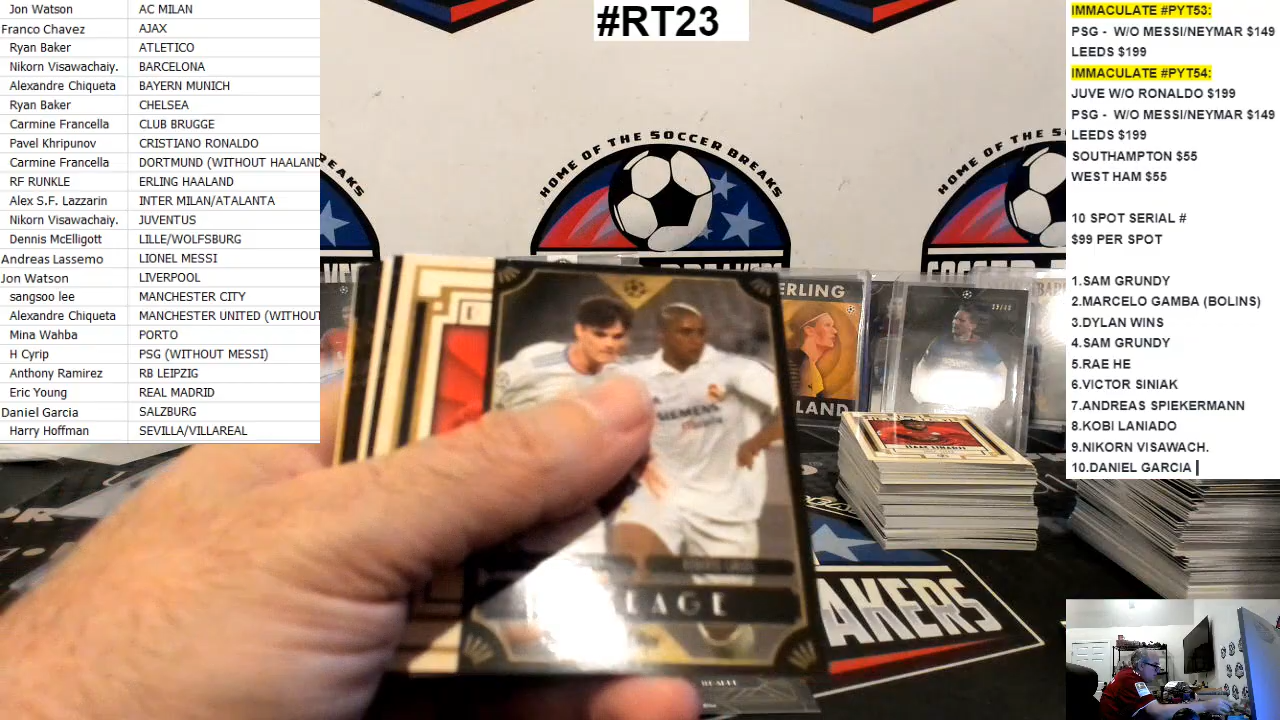 Jon Watson AC MILAN
Franco Chavez AJAX
Ryan Baker ATLETICO
Nikorn Visawachaiy. BARCELONA
Alexandre Chiqueta BAYERN MUNICH
Ryan Baker CHELSEA
Carmine Francella CLUB BRUGGE
Pavel Khripunov CRISTIANO RONALDO
Carmine Francella DORTMUND (WITHOUT HAALAND
RF RUNKLE ERLING HAALAND
Alex S.F. Lazzarin INTER MILAN/ATALANTA
Nikorn Visawachaiy. JUVENTUS
Dennis McElligott LILLE/WOLFSBURG
Andreas Lassemo LIONEL MESSI
Jon Watson LIVERPOOL
sangsoo lee MANCHESTER CITY
Alexandre Chiqueta MANCHESTER UNITED (WITHOUT
Mina Wahba PORTO
H Cyrip PSG (WITHOUT MESSI)
Anthony Ramirez RB LEIPZIG
Eric Young REAL MADRID
Daniel Garcia SALZBURG
Harry Hoffman SEVILLA/VILLAREAL
#RT23
HOME OF THE SOCCER BREAKS
HOME OF THE S
REAKS
SOCCER
ERLING
LAND
SIEMENS
EAGE
AKERS
IMMACULATE #PYT53:
PSG - W/O MESSI/NEYMAR $149
LEEDS $199
IMMACULATE #PYT54:
JUVE W/O RONALDO $199
PSG - W/O MESSI/NEYMAR $149
LEEDS $199
SOUTHAMPTON $55
WEST HAM $55
10 SPOT SERIAL #
$99 PER SPOT
1.SAM GRUNDY
2.MARCELO GAMBA (BOLINS)
3.DYLAN WINS
4.SAM GRUNDY
5.RAE HE
6.VICTOR SINIAK
7.ANDREAS SPIEKERMANN
8.KOBI LANIADO
9.NIKORN VISAWACH.
10.DANIEL GARCIA